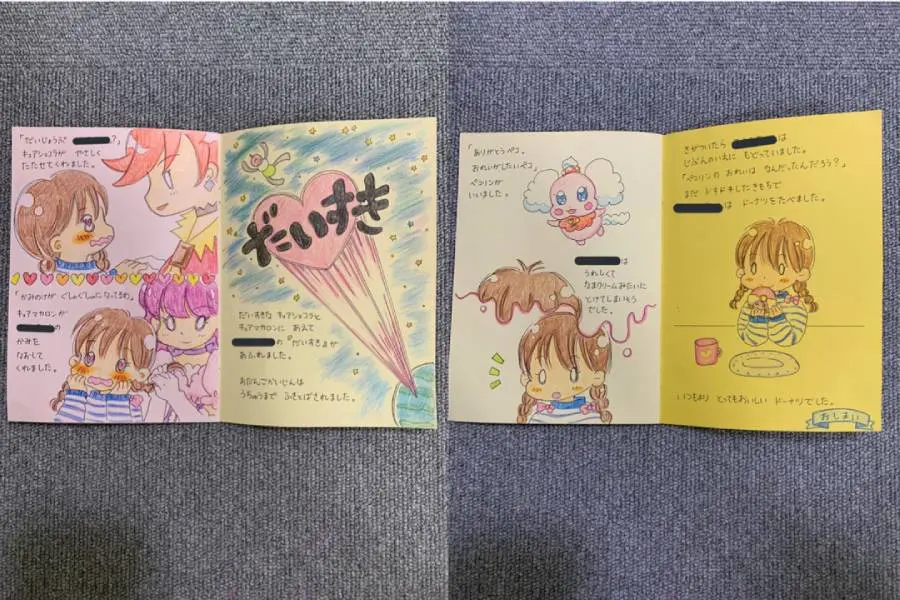 「だいじょうぶ ?」
キュアショコラが やさしく
たたせてくれました。
「かみのけが ぐしゃぐしゃになってるわ」
キュアマカロンが
の
かみを
なおして
くれました。
だいすき
だいすきな キュアショコラと
キュアマカロンに あえて
の『だいすき』が
あふれました。
かいじんは
うちゅうまで ふきとばされました。
「ありがとうペコ。
おれいがしたいペコ」
ペコリンが
いいました。
は
うれしくて
なまクリームみたいに
とけてしまいそう
でした。
きがついたら は
じぶんのいえに もどっていました。
「ペコリンの おれいは なんだったんだろう?」
まだ ドキドキしたきもちで
は ドーナツをたべました。
いつもより とってもおいしい ドーナツでした。
おしまい